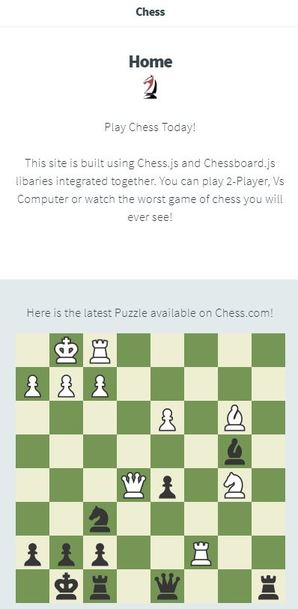 Chess
Home
Play Chess Today!
This site is built using Chess.js and Chessboard.js
libaries integrated together. You can play 2-Player, Vs
Computer or watch the worst game of chess you will
ever see!
Here is the latest Puzzle available on Chess.com!